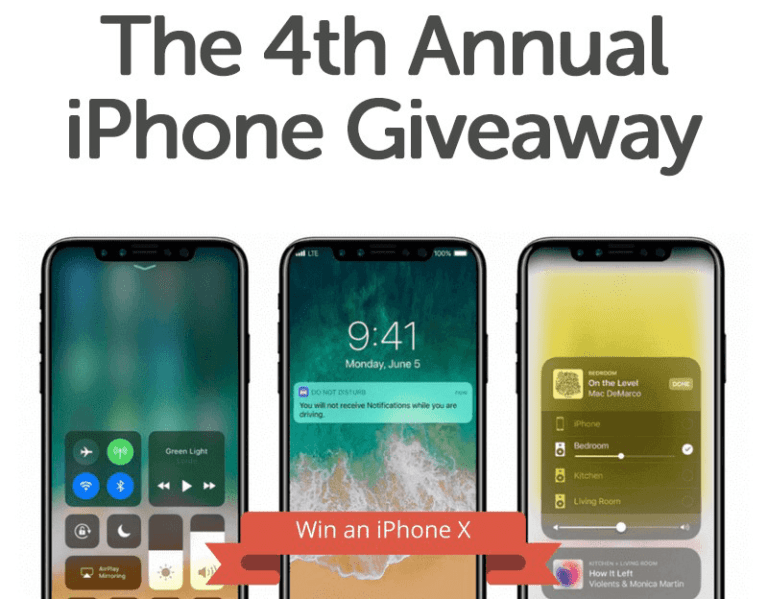 The 4th Annual
iPhone Giveaway
LTE
100%
9:41
Monday, June 5
DO NOT DISTURB
now
You will not receive Notifications while you are
driving.
Green Light
AirPlay
Mirroring
BEDROOM
On the Level
DONE
Mac DeMarco
iPhone
Bedroom
Kitchen
Living Room
KITCHEN + LIVING ROOM
How It Left
Violents & Monica Martin
Win an iPhone X